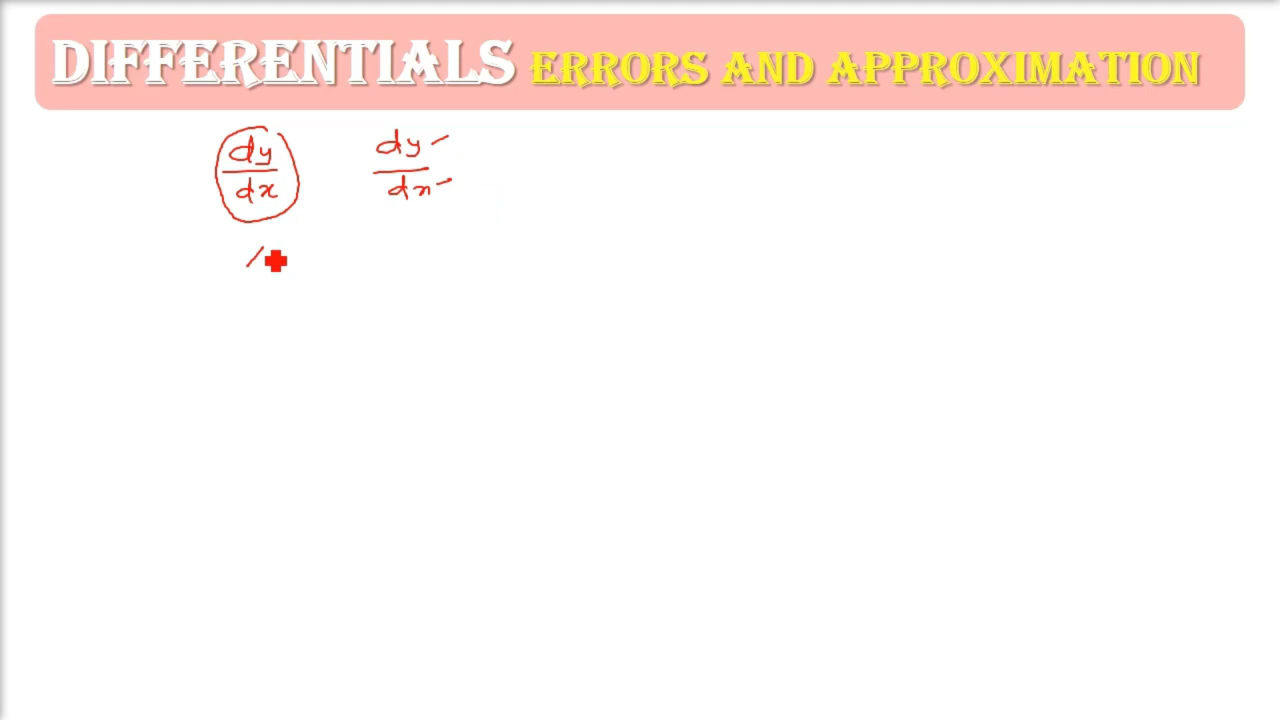 DIFFERENTIALS ERRORS AND APPROXIMATION
dy dy
dx dx